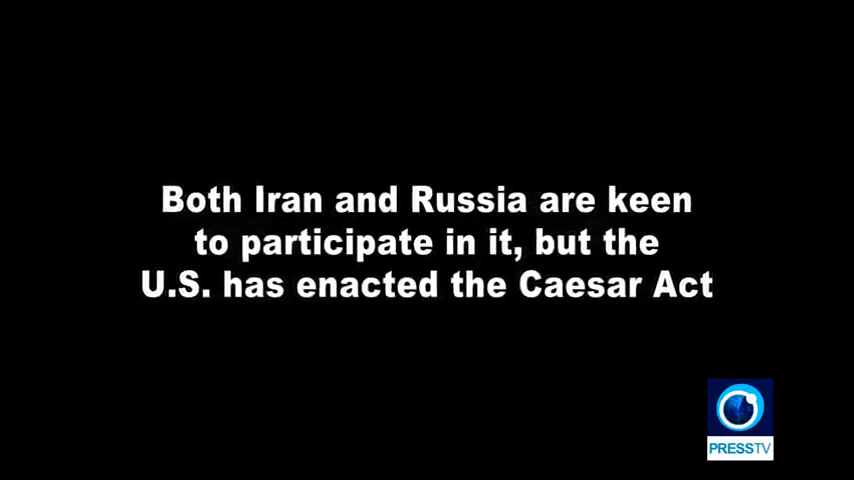 Both Iran and Russia are keen
to participate in it, but the
U.S. has enacted the Caesar Act
PRESSTV